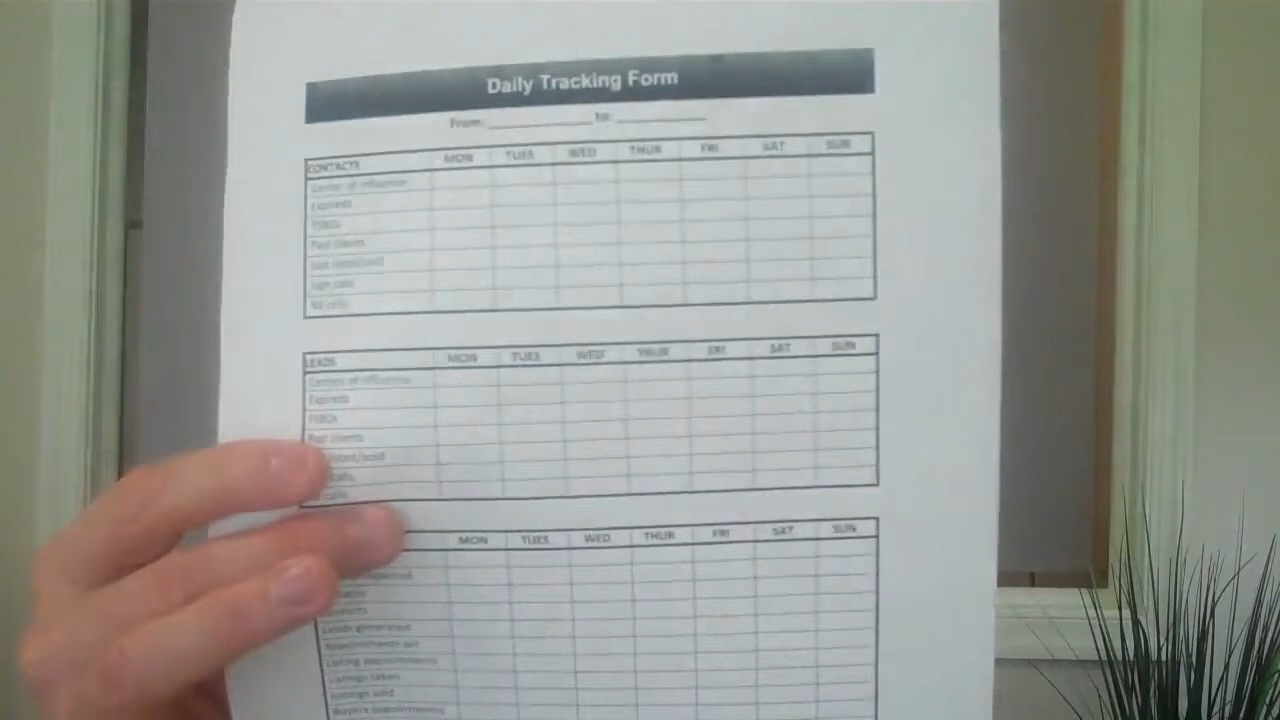 Daily Tracking Form
From: to:
CONTACTS MON TUES WED THUR FRI SAT SUN
Center of influence
Expireds
FSBOs
Past clients
Just
Sign calls
Ad calls
LEADS MON TUES WED THUR FRI SAT SUN
Center of influence
Expireds
FSBOs
Past clients
calls
calls
MON TUES WED THUR FRI SAT SUN
Leads generated
Appointments set
Listing appointments
Listings taken
Listings sold
Buyers appointments